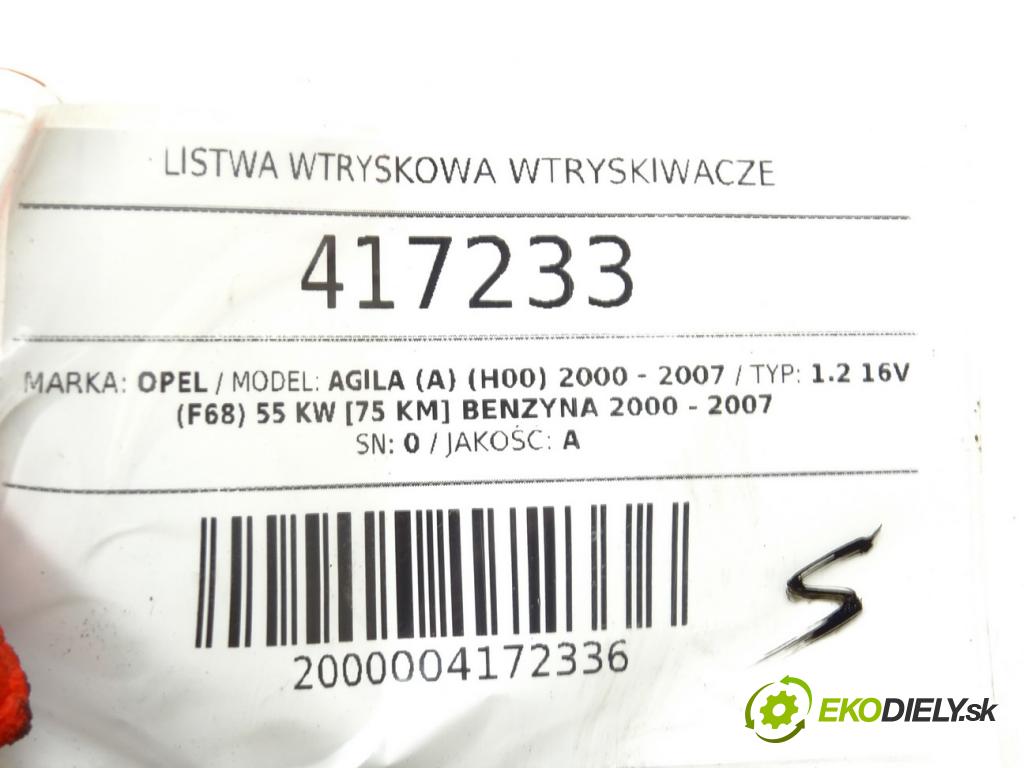 LISTWA WTRYSKOWA WTRYSKIWACZE
417233
MARKA: OPEL / MODEL: AGILA (A) (H00) 2000 - 2007 / TYP: 1.2 16V
(F68) 55 KW [75 KM] BENZYNA 2000 - 2007
SN: 0 / JAKOŚĆ: A
2000004172336
S
EKODIELY.sk